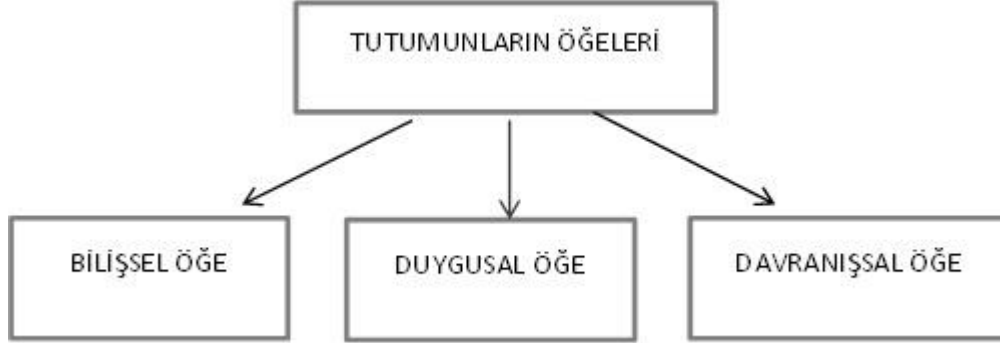 TUTUMUNLARIN ÖĞELERİ
BİLİŞSEL ÖĞE
DUYGUSAL ÖĞE
DAVRANIŞSAL ÖĞE